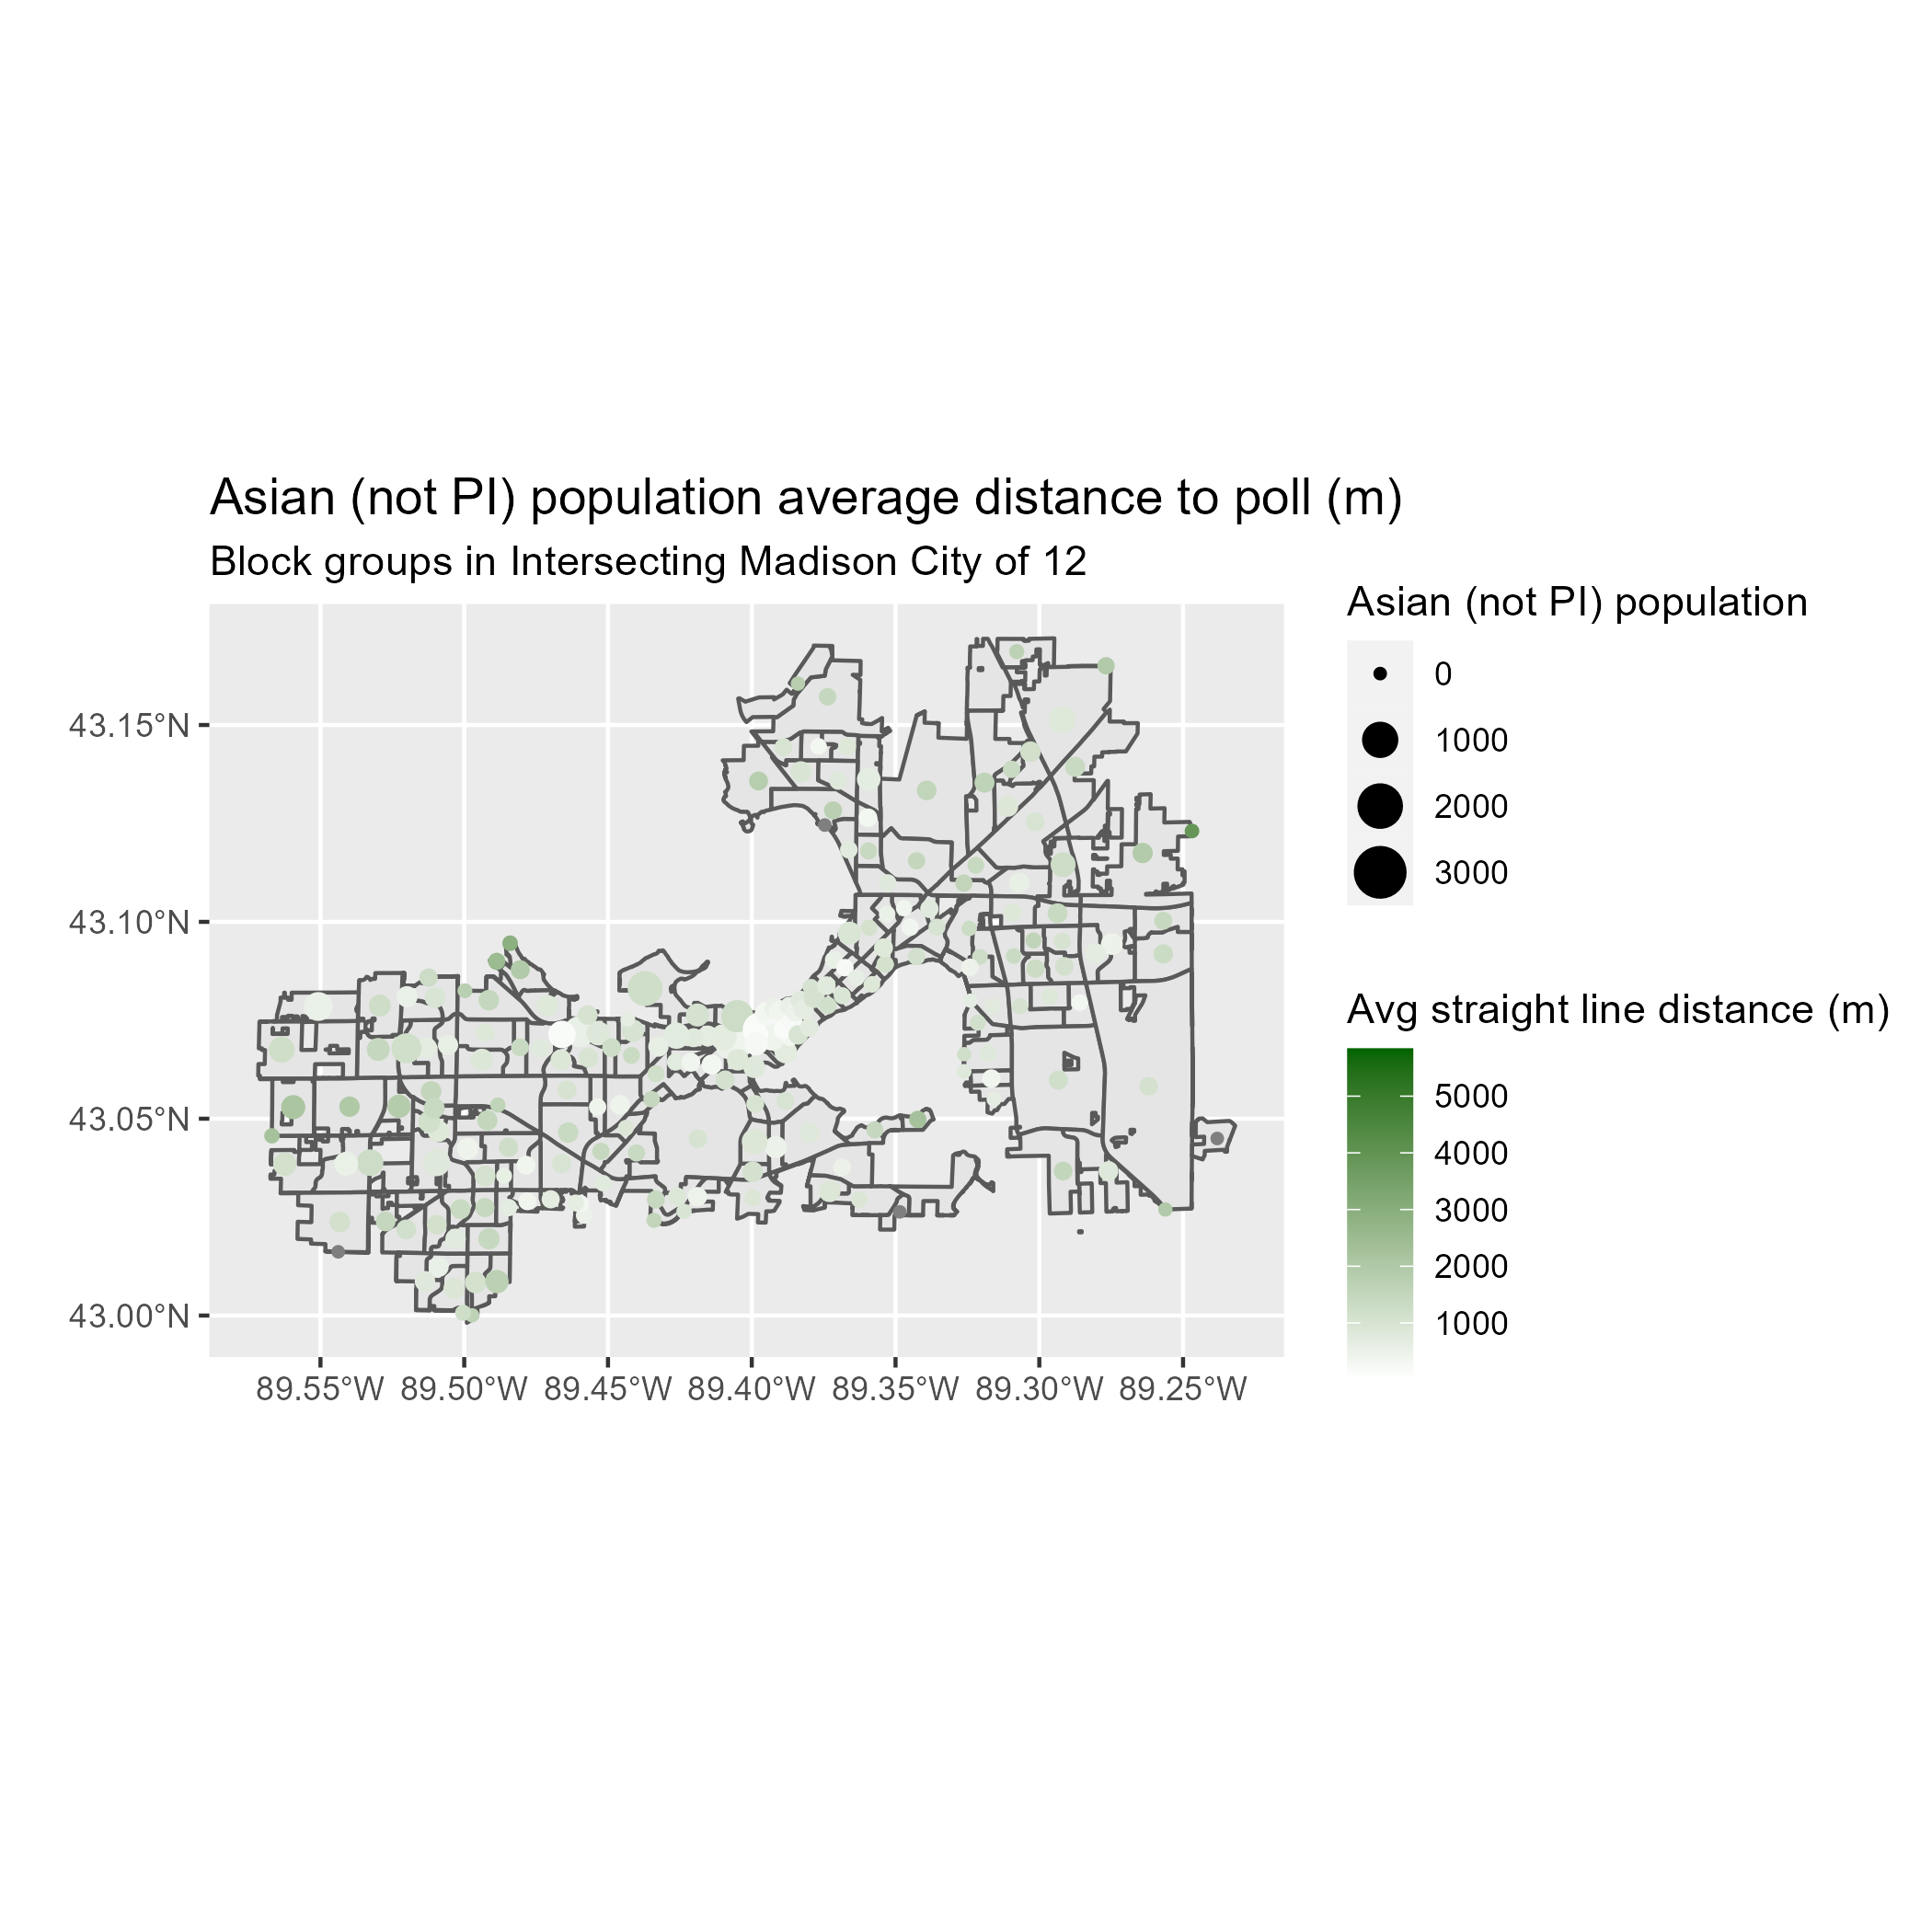 Asian (not PI) population average distance to poll (m)
Block groups in Intersecting Madison City of 12
43.15°N
43.10°N
43.05°N
43.00°N
89.55°W 89.50°W 89.45°W 89.40°W 89.35°W 89.30°W 89.25°W
Asian (not PI) population
0
1000
2000
3000
Avg straight line distance (m)
5000
4000
3000
2000
1000